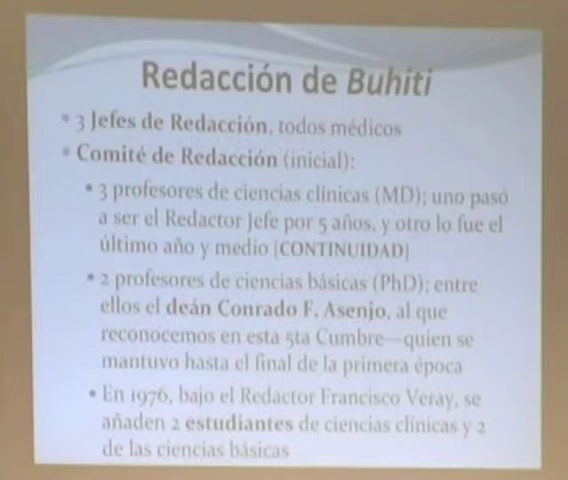 Redacción de Buhiti
• 3 Jefes de Redacción, todos médicos
• Comité de Redacción (inicial):
• 3 profesores de ciencias clínicas (MD); uno pasó
a ser el Redactor Jefe por 5 años, y otro lo fue el
último año y medio [CONTINUIDAD]
• 2 profesores de ciencias básicas (PhD); entre
ellos el deán Conrado F. Asenjo, al que
reconocemos en esta 5ta Cumbre—quien se
mantuvo hasta el final de la primera época
• En 1976, bajo el Redactor Francisco Veray, se
añaden 2 estudiantes de ciencias clínicas y 2
de las ciencias básicas